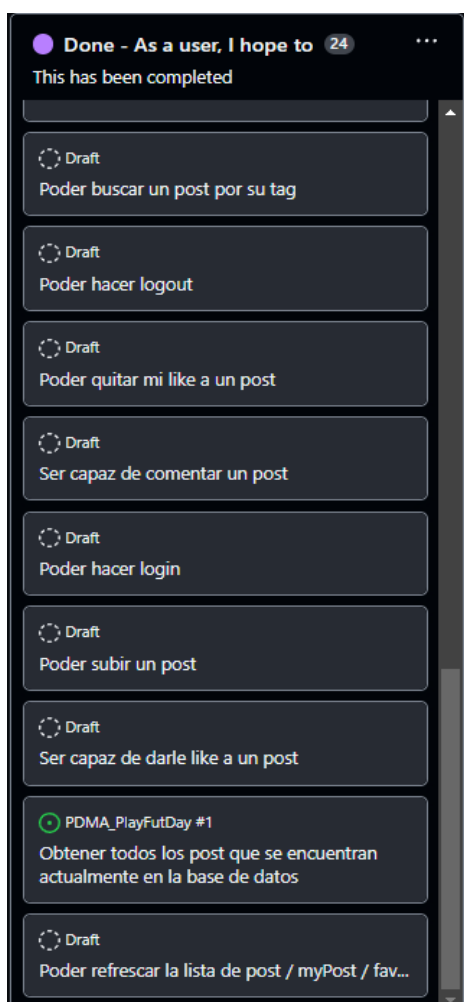 Done - As a user, I hope to 24
This has been completed
Draft
Poder buscar un post por su tag
Draft
Poder hacer logout
Draft
Poder quitar mi like a un post
Draft
Ser capaz de comentar un post
Draft
Poder hacer login
Draft
Poder subir un post
Draft
Ser capaz de darle like a un post
PDMA_PlayFutDay #1
Obtener todos los post que se encuentran
actualmente en la base de datos
Draft
Poder refrescar la lista de post / myPost / fav...